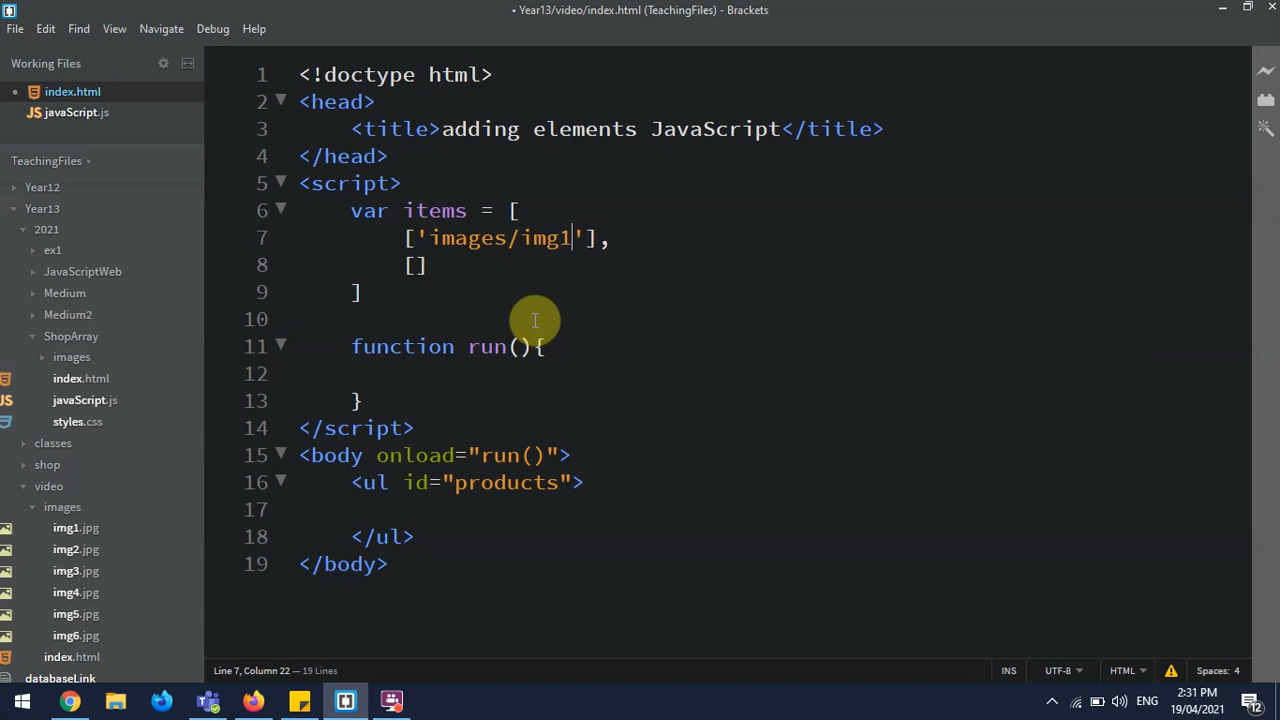 • Year13/video/index.html (TeachingFiles) - Brackets
File Edit Find View Navigate Debug Help
Working Files
index.html
JS javaScript.js
TeachingFiles
Year12
Year13
2021
ex1
JavaScriptWeb
Medium
Medium2
ShopArray
images
index.html
javaScript.js
styles.css
classes
shop
video
images
img1.jpg
img2.jpg
img3.jpg
img4.jpg
img5.jpg
img6.jpg
index.html
databaseLink
1 <!doctype html>
2 <head>
3 <title>adding elements JavaScript</title>
4 </head>
5 <script>
6 var items = [
7 ['images/img1'],
8 []
9 ]
10
11 function run(){
12
13 }
14 </script>
15 <body onload="run()">
16 <ul id="products">
17
18 </ul>
19 </body>
Line 7, Column 22 — 19 Lines
INS UTF-8 HTML Spaces: 4
ENG 2:31 PM
19/04/2021 12